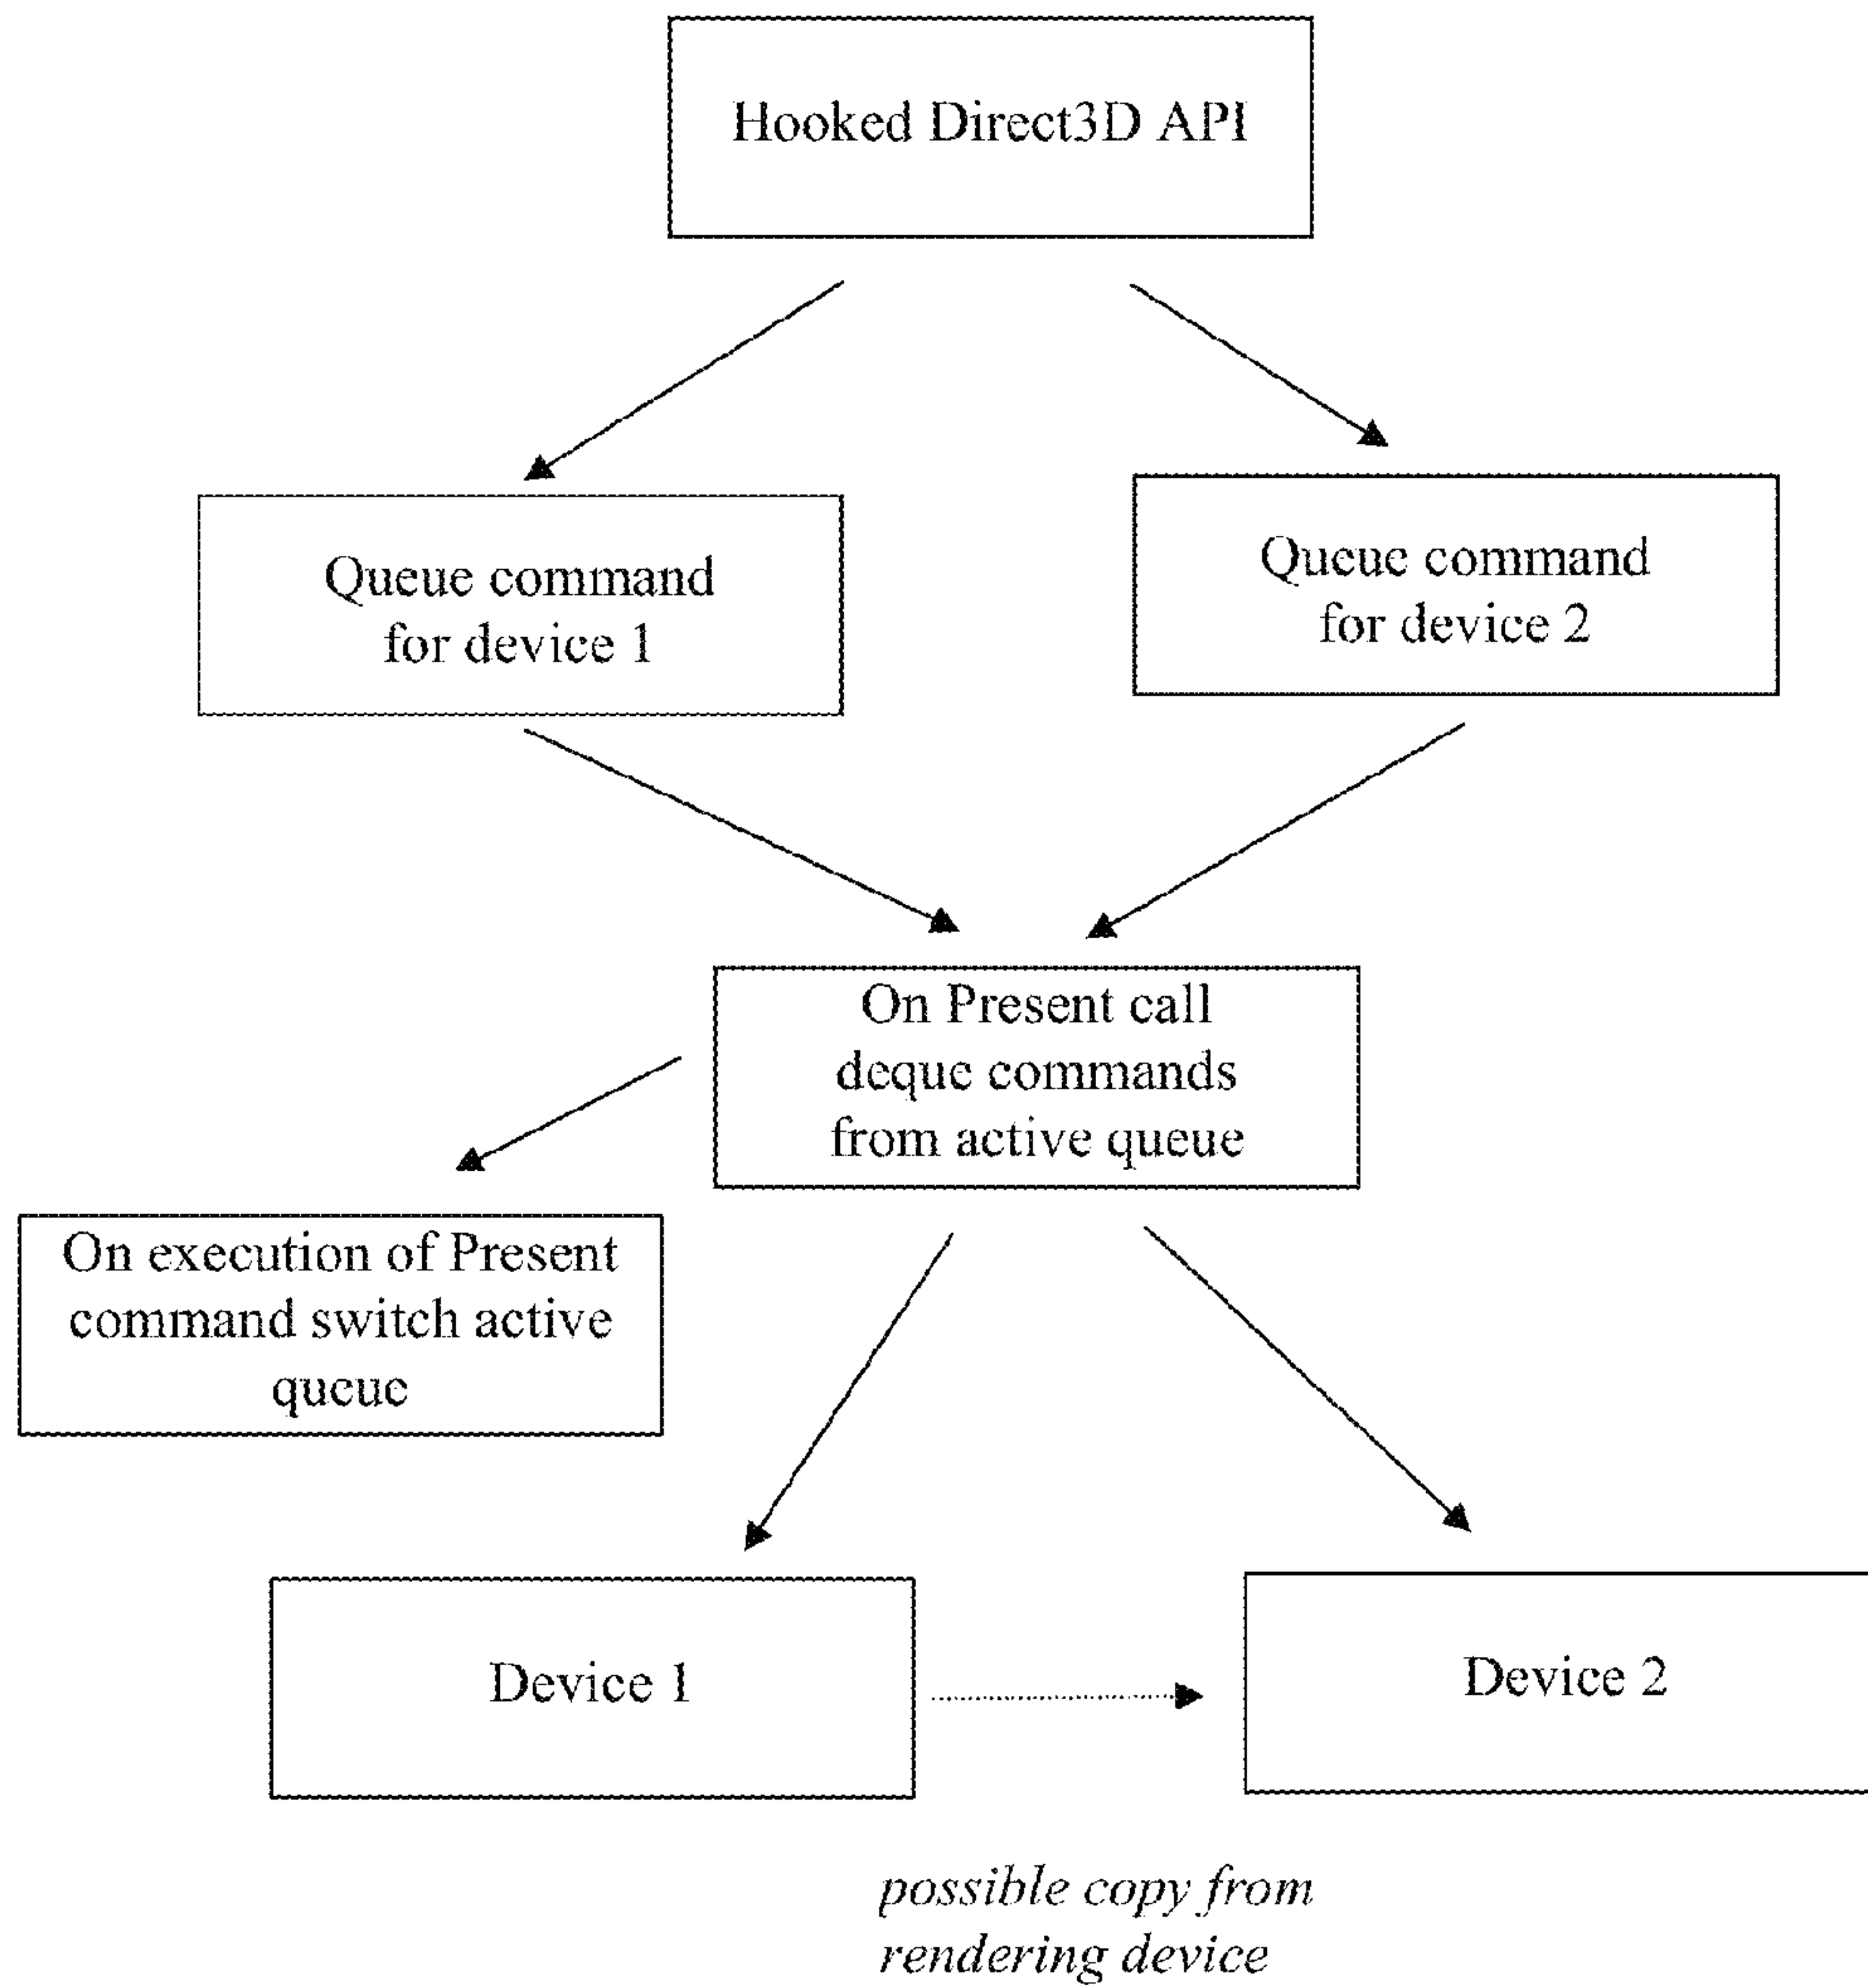 Hooked Direct3D API
Queue command
for device 1
Queue command
for device 2
On Present call
deque commands
from active queue
On execution of Present
command switch active
queue
Device 1
Device 2
possible copy from
rendering device